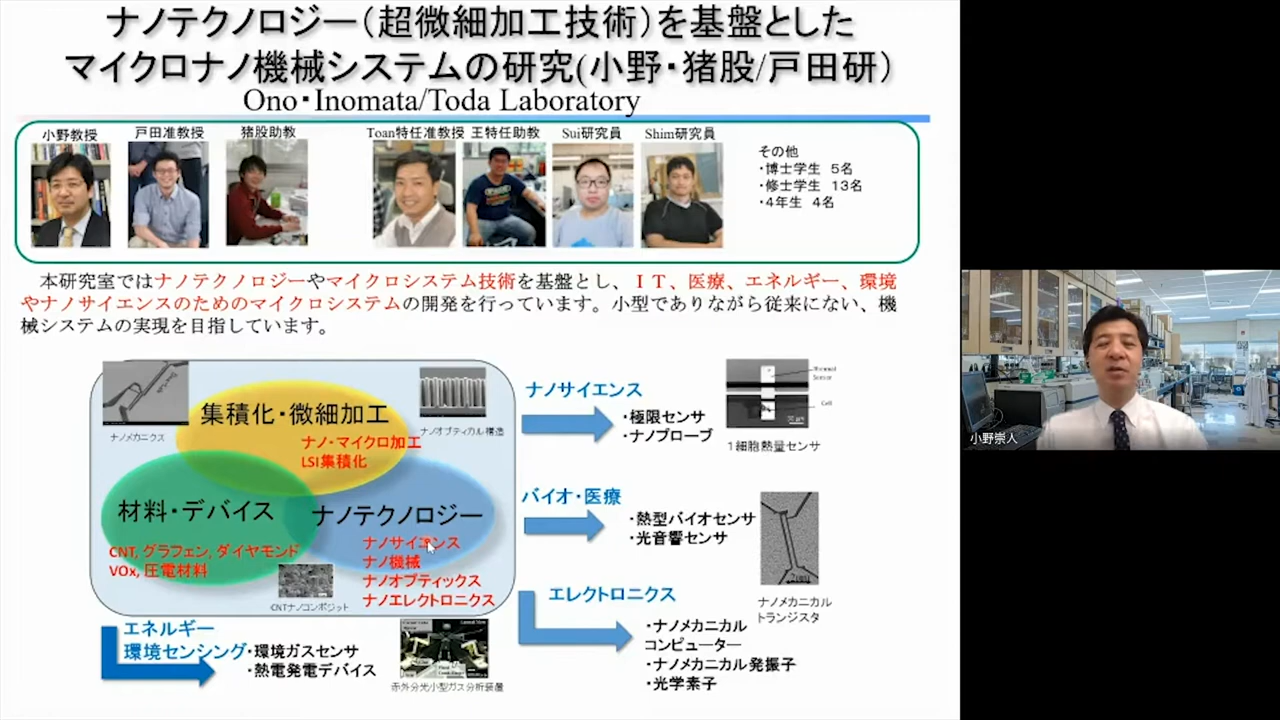 ナノテクノロジー（超微細加工技術）を基盤とした
マイクロナノ機械システムの研究(小野・猪股/戸田研）
Ono・Inomata/Toda Laboratory
小野教授
戸田准教授
猪股助教
Toan特任准教授
王特任助教
Sui研究員
Shim研究員
その他
・博士学生　5名
・修士学生　13名
・4年生　4名
本研究室ではナノテクノロジーやマイクロシステム技術を基盤とし、ＩＴ、医療、エネルギー、環境
やナノサイエンスのためのマイクロシステムの開発を行っています。小型でありながら従来にない、機
械システムの実現を目指しています。
ナノメカニクス
集積化・微細加工
ナノ・マイクロ加工
LSI集積化
ナノオプティカル構造
材料・デバイス
CNT, グラフェン, ダイヤモンド
VOx, 圧電材料
ナノテクノロジー
ナノサイエンス
ナノ機械
ナノオプティックス
ナノエレクトロニクス
CNTナノコンポジット
ナノサイエンス
・極限センサ
・ナノプローブ
Sensor
Cell
１細胞熱量センサ
バイオ・医療
・熱型バイオセンサ
・光音響センサ
2μm
ナノメカニカル
トランジスタ
エレクトロニクス
・ナノメカニカル
コンピューター
・ナノメカニカル発振子
・光学素子
エネルギー
環境センシング
・環境ガスセンサ
・熱電発電デバイス
赤外分光小型ガス分析装置
小野崇人